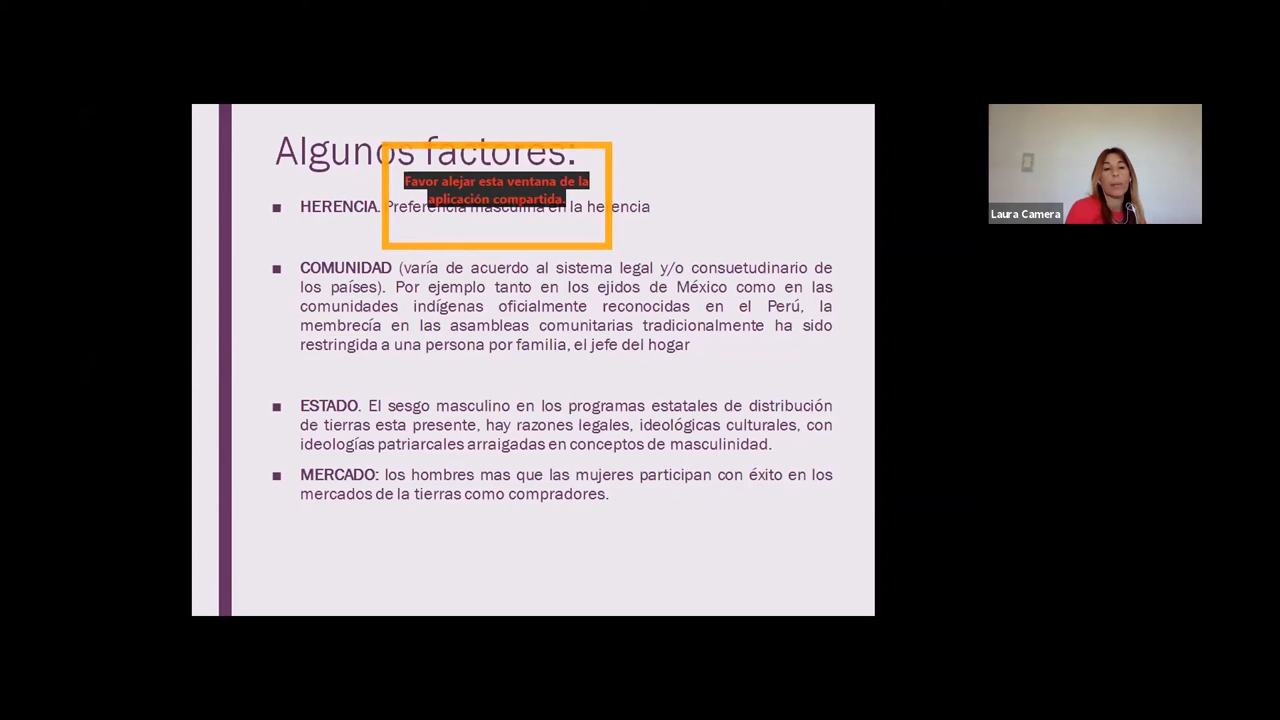 Algunos factores:
Favor alejar esta ventana de la
aplicación compartida.
■ HERENCIA. Preferencia masculina en la herencia
■ COMUNIDAD (varía de acuerdo al sistema legal y/o consuetudinario de
los países). Por ejemplo tanto en los ejidos de México como en las
comunidades indígenas oficialmente reconocidas en el Perú, la
membrecía en las asambleas comunitarias tradicionalmente ha sido
restringida a una persona por familia, el jefe del hogar
■ ESTADO. El sesgo masculino en los programas estatales de distribución
de tierras esta presente, hay razones legales, ideológicas culturales, con
ideologías patriarcales arraigadas en conceptos de masculinidad.
■ MERCADO: los hombres mas que las mujeres participan con éxito en los
mercados de la tierras como compradores.
Laura Camera